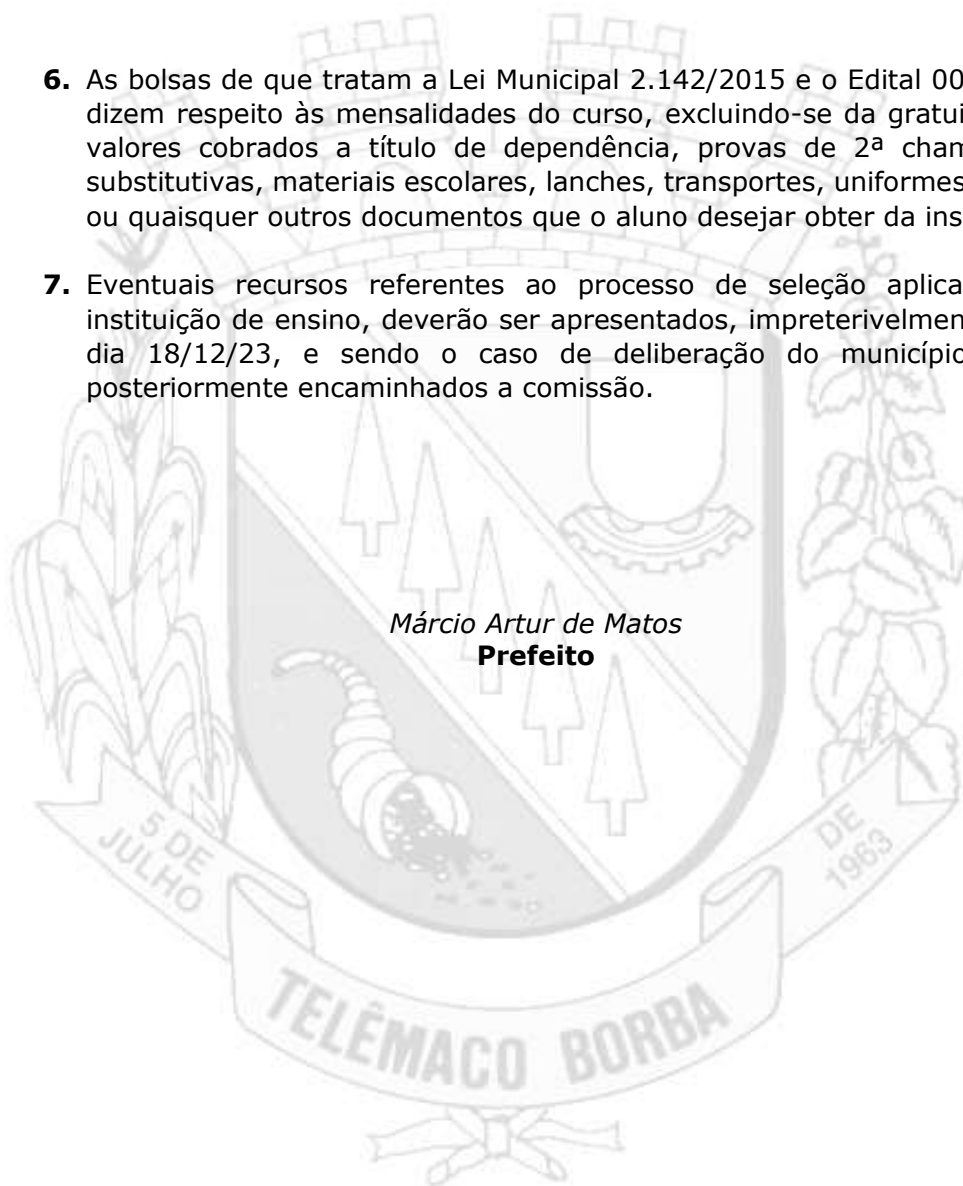 6. As bolsas de que tratam a Lei Municipal 2.142/2015 e o Edital 00
dizem respeito às mensalidades do curso, excluindo-se da gratui
valores cobrados a título de dependência, provas de 2ª cham
substitutivas, materiais escolares, lanches, transportes, uniformes
ou quaisquer outros documentos que o aluno desejar obter da ins
7. Eventuais recursos referentes ao processo de seleção aplica
instituição de ensino, deverão ser apresentados, impreterivelmen
dia 18/12/23, e sendo o caso de deliberação do município
posteriormente encaminhados a comissão.
Márcio Artur de Matos
Prefeito
5 DE
JULHO
DE
1963
TELÊMACO BORBA